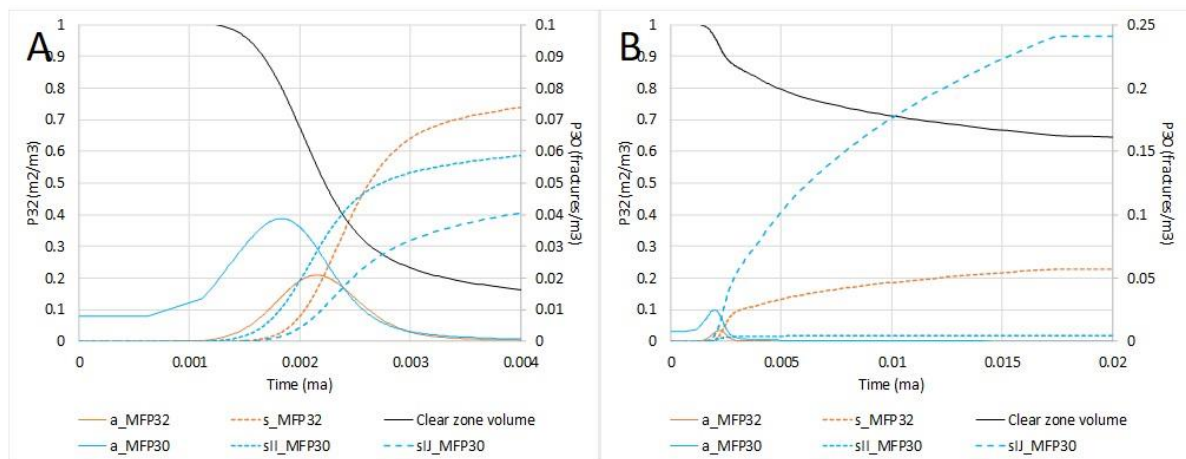 A
P32 (m2/m3)
1
0.9
0.8
0.7
0.6
0.5
0.4
0.3
0.2
0.1
0
0.1
0.09
0.08
0.07
0.06
0.05
0.04
0.03
0.02
0.01
0
P30 (fractures/m3)
0 0.001 0.002 0.003 0.004
Time (ma)
a_MFP32 s_MFP32 Clear zone volume
a_MFP30 sII_MFP30 sIJ_MFP30
B
P32 (m2/m3)
1
0.9
0.8
0.7
0.6
0.5
0.4
0.3
0.2
0.1
0
0.25
0.2
0.15
0.1
0.05
0
P30 (fractures/m3)
0 0.005 0.01 0.015 0.02
Time (ma)
a_MFP32 s_MFP32 Clear zone volume
a_MFP30 sII_MFP30 sIJ_MFP30